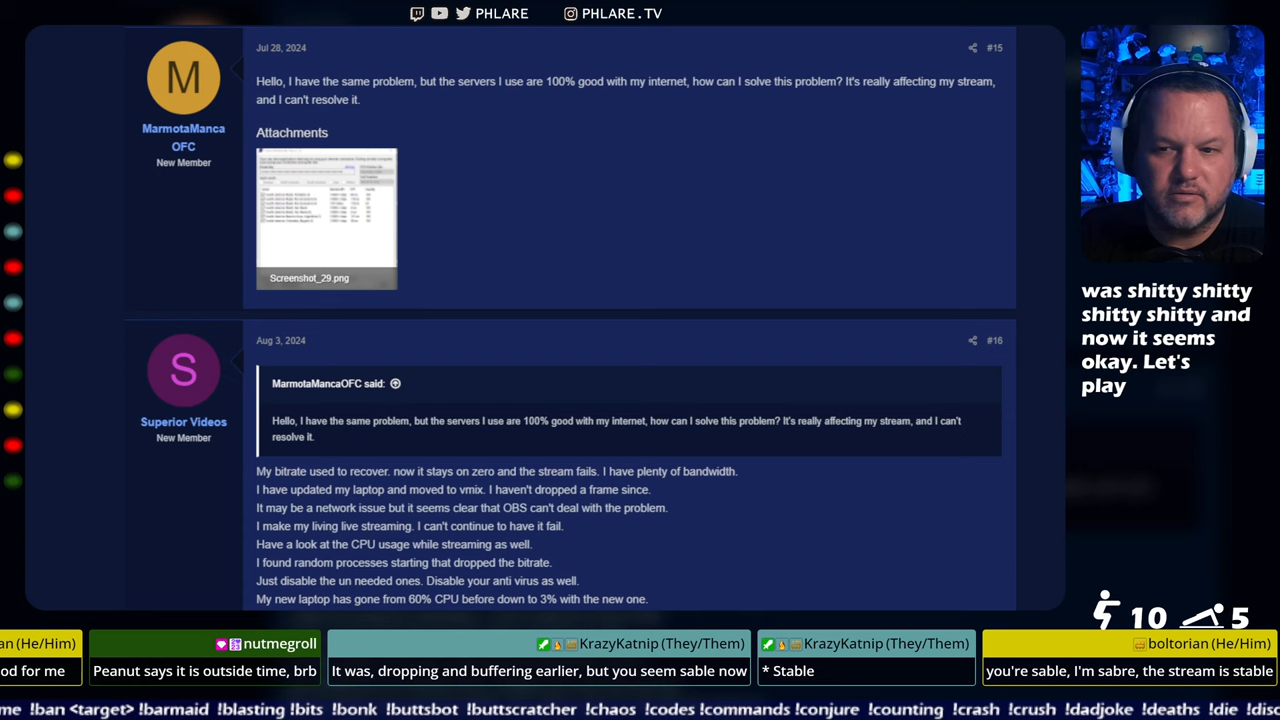 PHLARE
PHLARE.TV
Jul 28, 2024
#15
M
MarmotaManca
OFC
New Member
Hello, I have the same problem, but the servers I use are 100% good with my internet, how can I solve this problem? It's really affecting my stream,
and I can't resolve it.
Attachments
Screenshot_29.png
Aug 3, 2024
#16
S
Superior Videos
New Member
MarmotaMancaOFC said:
Hello, I have the same problem, but the servers I use are 100% good with my internet, how can I solve this problem? It's really affecting my stream, and I can't
resolve it.
My bitrate used to recover. now it stays on zero and the stream fails. I have plenty of bandwidth.
I have updated my laptop and moved to vmix. I haven't dropped a frame since.
It may be a network issue but it seems clear that OBS can't deal with the problem.
I make my living live streaming. I can't continue to have it fail.
Have a look at the CPU usage while streaming as well.
I found random processes starting that dropped the bitrate.
Just disable the un needed ones. Disable your anti virus as well.
My new laptop has gone from 60% CPU before down to 3% with the new one.
was shitty shitty
shitty shitty and
now it seems
okay. Let's
play
10
5
an (He/Him)
od for me
nutmegroll
Peanut says it is outside time, brb
KrazyKatnip (They/Them)
It was, dropping and buffering earlier, but you seem sable now
KrazyKatnip (They/Them)
* Stable
boltorian (He/Him)
you're sable, I'm sabre, the stream is stable
me !ban <target> !barmaid !blasting !bits !bonk !buttsbot !buttscratcher !chaos !codes !commands !conjure !counting !crash !crush !dadjoke !deaths !die !disc